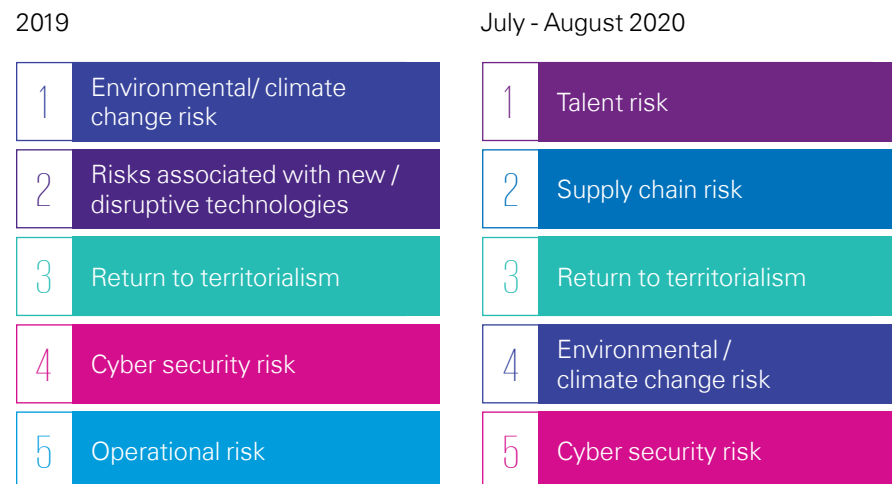 2019
1
Environmental/ climate
change risk
2
Risks associated with new /
disruptive technologies
3
Return to territorialism
4
Cyber security risk
5
Operational risk
July - August 2020
1
Talent risk
2
Supply chain risk
3
Return to territorialism
4
Environmental /
climate change risk
5
Cyber security risk